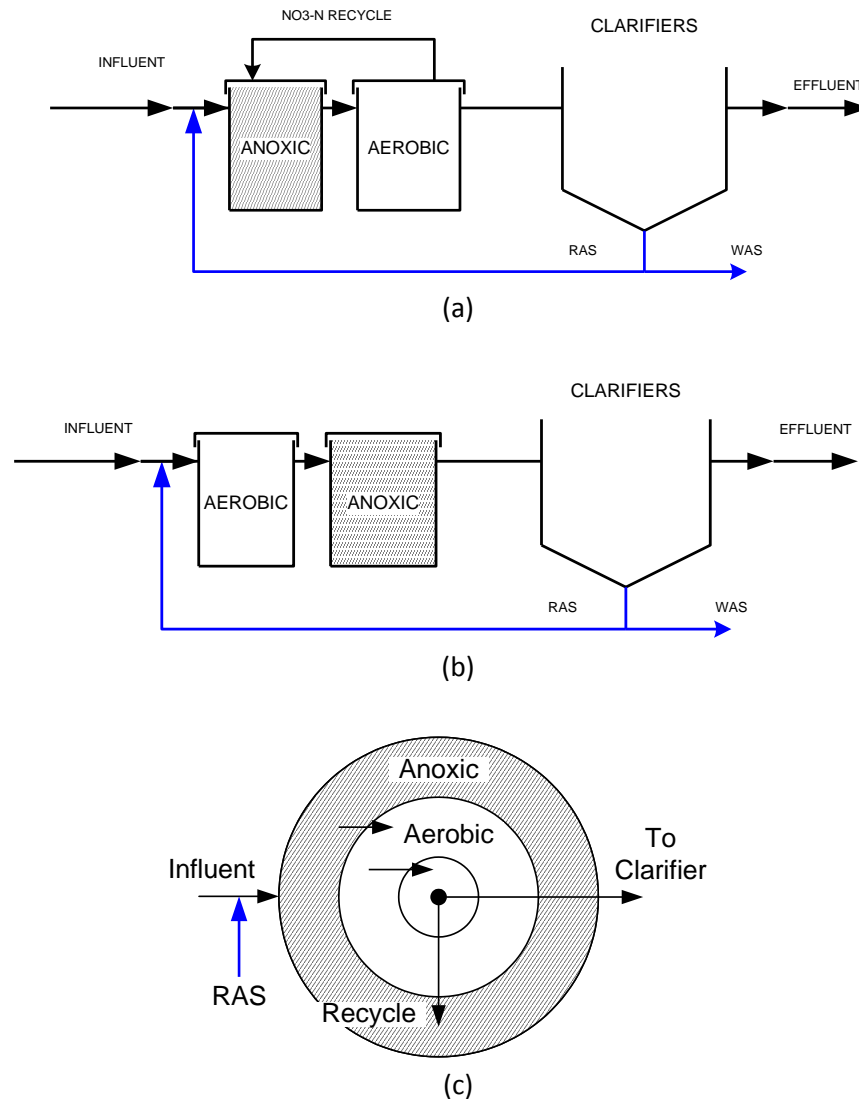 NO3-N RECYCLE
CLARIFIERS
INFLUENT
EFFLUENT
ANOXIC
AEROBIC
RAS
WAS
(a)
CLARIFIERS
INFLUENT
EFFLUENT
AEROBIC
ANOXIC
RAS
WAS
(b)
Anoxic
Aerobic
To
Clarifier
Influent
RAS
Recycle
(c)